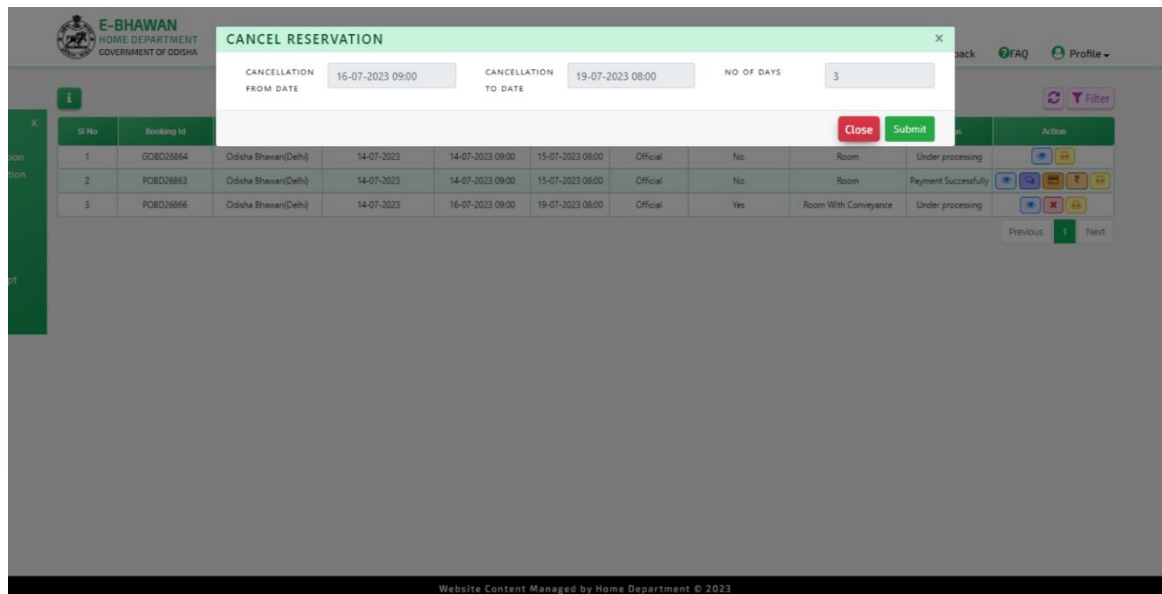 E-BHAWAN
HOME DEPARTMENT
GOVERNMENT OF ODISHA
CANCEL RESERVATION ×
back FAQ Profile
CANCELLATION FROM DATE 16-07-2023 09:00 CANCELLATION TO DATE 19-07-2023 08:00 NO OF DAYS 3
i Filter
Close Submit
X Sl No Booking Id Action
1 GOBD26864 Odisha Bhawan(Delhi) 14-07-2023 14-07-2023 09:00 15-07-2023 08:00 Official No Room Under processing
2 POBD26863 Odisha Bhawan(Delhi) 14-07-2023 14-07-2023 09:00 15-07-2023 08:00 Official No Room Payment Successfully ₹
3 POBD26866 Odisha Bhawan(Delhi) 14-07-2023 16-07-2023 09:00 19-07-2023 08:00 Official Yes Room With Conveyance Under processing
Previous 1 Next
Website Content Managed by Home Department © 2023